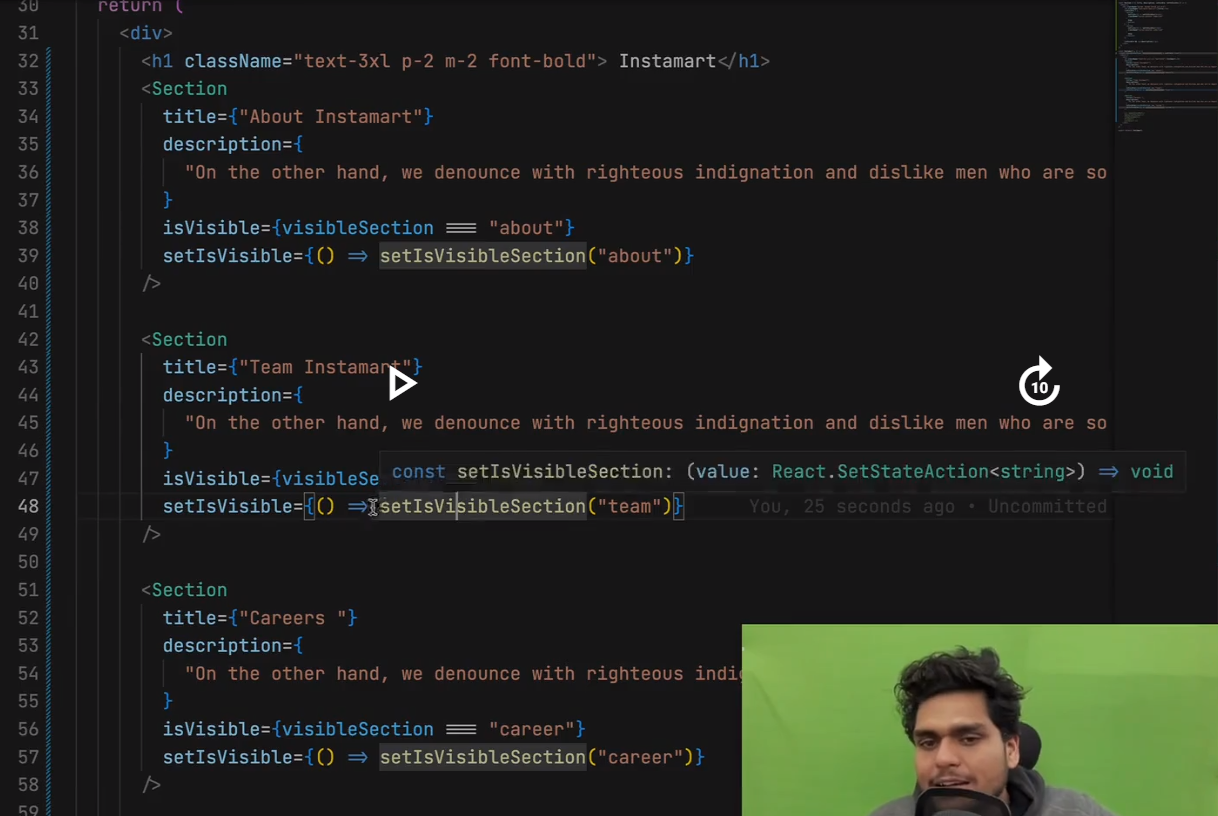 30 return (
31 <div>
32 <h1 className="text-3xl p-2 m-2 font-bold"> Instamart</h1>
33 <Section
34 title={"About Instamart"}
35 description={
36 "On the other hand, we denounce with righteous indignation and dislike men who are so
37 }
38 isVisible={visibleSection === "about"}
39 setIsVisible={() => setIsVisibleSection("about")}
40 />
41
42 <Section
43 title={"Team Instamart"}
44 description={
45 "On the other hand, we denounce with righteous indignation and dislike men who are so
46 }
const setIsVisibleSection: (value: React.SetStateAction<string>) => void
47 isVisible={visibleSe
48 setIsVisible={() => setIsVisibleSection("team")} You, 25 seconds ago • Uncommitted
49 />
50
51 <Section
52 title={"Careers "}
53 description={
54 "On the other hand, we denounce with righteous indig
55 }
56 isVisible={visibleSection === "career"}
57 setIsVisible={() => setIsVisibleSection("career")}
58 />
59
10